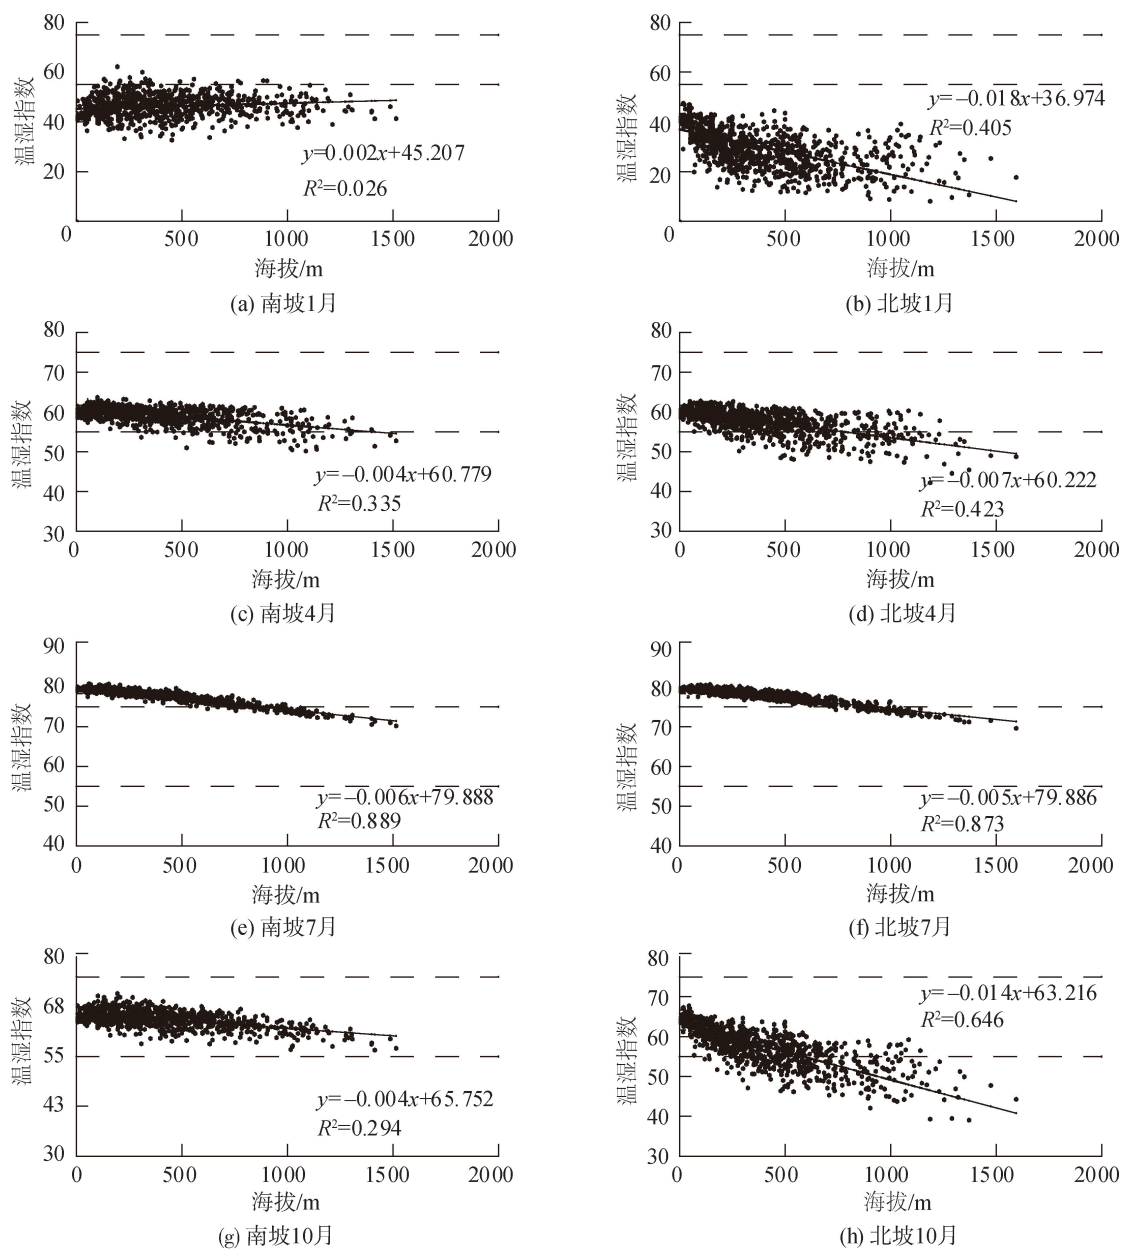 80
60
40
20
0
温湿指数
y=0.002x+45.207
R²=0.026
500
1000
1500
2000
海拔/m
(a) 南坡1月
80
60
40
20
0
温湿指数
y=–0.018x+36.974
R²=0.405
500
1000
1500
2000
海拔/m
(b) 北坡1月
80
70
60
50
40
30
温湿指数
y=–0.004x+60.779
R²=0.335
0
500
1000
1500
2000
海拔/m
(c) 南坡4月
80
70
60
50
40
30
温湿指数
y=–0.007x+60.222
R²=0.423
0
500
1000
1500
2000
海拔/m
(d) 北坡4月
90
80
70
60
50
40
温湿指数
y=–0.006x+79.888
R²=0.889
0
500
1000
1500
2000
海拔/m
(e) 南坡7月
90
80
70
60
50
40
温湿指数
y=–0.005x+79.886
R²=0.873
0
500
1000
1500
2000
海拔/m
(f) 北坡7月
80
68
55
43
30
温湿指数
y=–0.004x+65.752
R²=0.294
0
500
1000
1500
2000
海拔/m
(g) 南坡10月
80
70
60
50
40
30
温湿指数
y=–0.014x+63.216
R²=0.646
0
500
1000
1500
2000
海拔/m
(h) 北坡10月